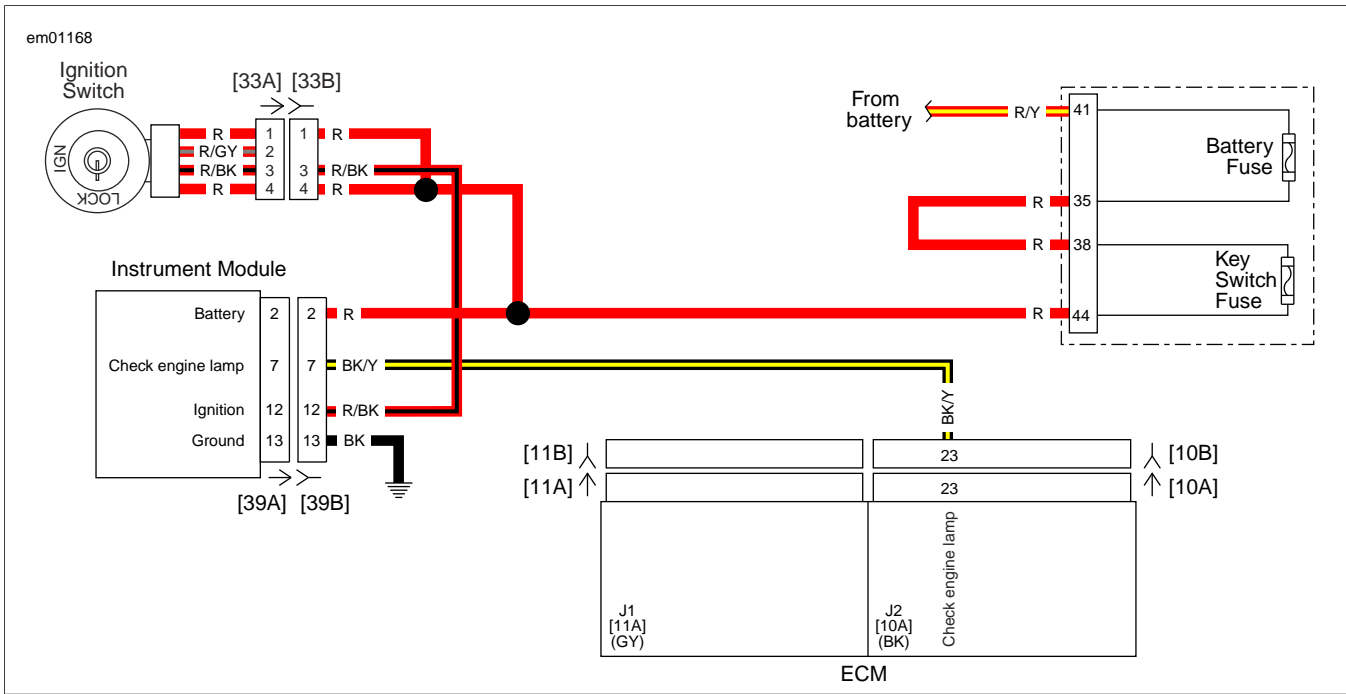 em01168
Ignition
Switch
IGN
LOCK
[33A] [33B]
R 1 1 R
R/GY 2
R/BK 3 3 R/BK
R 4 4 R
From
battery
R/Y 41
Battery
Fuse
R 35
R 38
Key
Switch
Fuse
R 44
Instrument Module
Battery 2 2 R
Check engine lamp 7 7 BK/Y
Ignition 12 12 R/BK
Ground 13 13 BK
[39A] [39B]
BK/Y
[11B] 23 [10B]
[11A] 23 [10A]
Check engine lamp
J1
[11A]
(GY)
J2
[10A]
(BK)
ECM